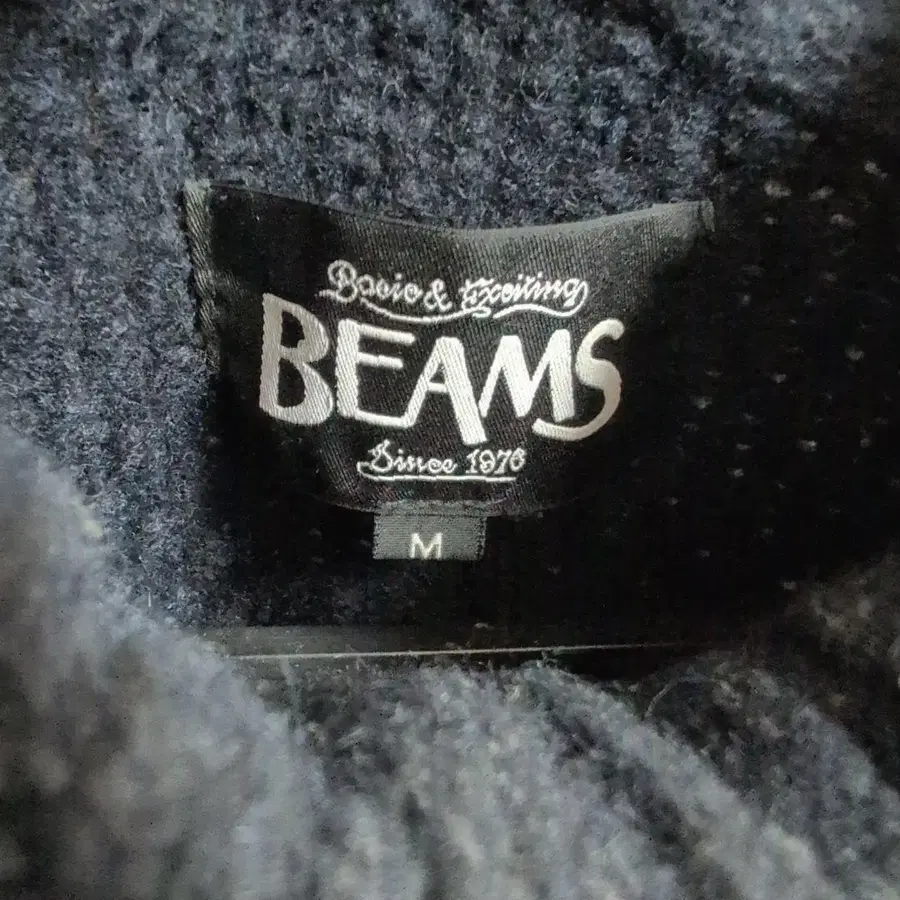 Basic & Exciting
BEAMS
Since 1976
M